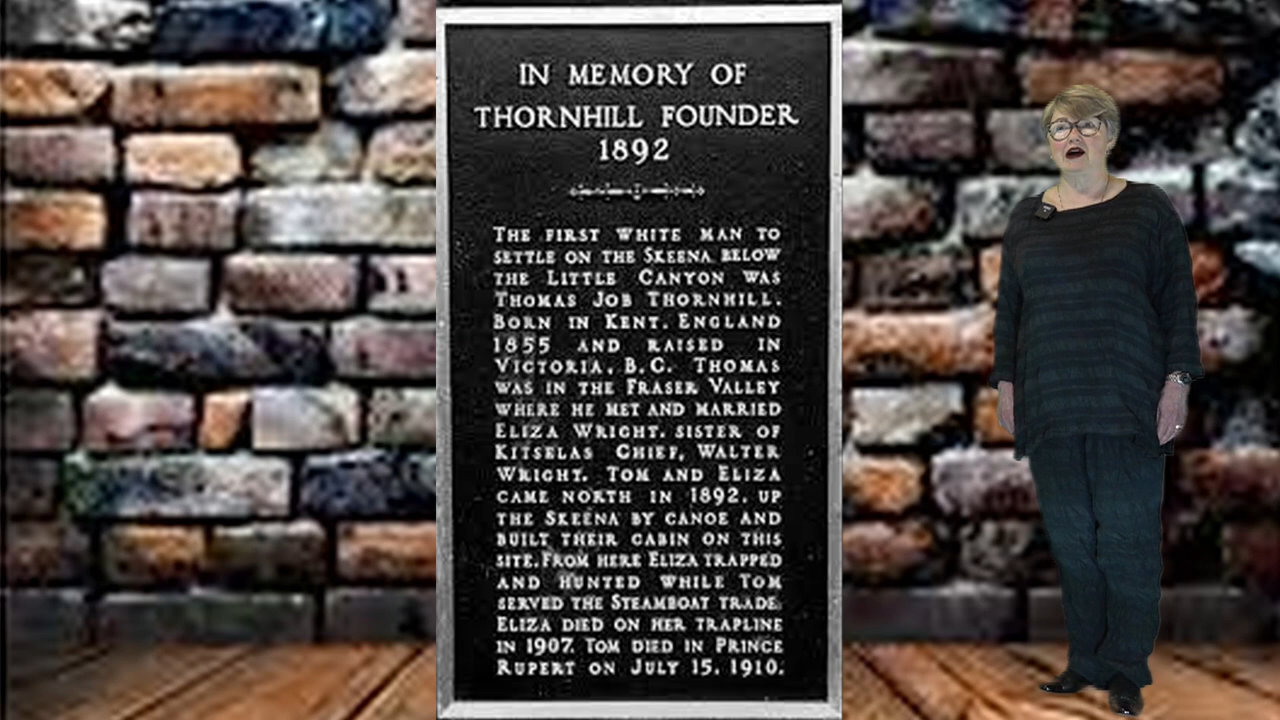 IN MEMORY OF
THORNHILL FOUNDER
1892
THE FIRST WHITE MAN TO
SETTLE ON THE SKEENA BELOW
THE LITTLE CANYON WAS
THOMAS JOB THORNHILL.
BORN IN KENT, ENGLAND
1855 AND RAISED IN
VICTORIA, B.C. THOMAS
WAS IN THE FRASER VALLEY
WHERE HE MET AND MARRIED
ELIZA WRIGHT, SISTER OF
KITSELAS CHIEF, WALTER
WRIGHT. TOM AND ELIZA
CAME NORTH IN 1892, UP
THE SKEENA BY CANOE AND
BUILT THEIR CABIN ON THIS
SITE. FROM HERE ELIZA TRAPPED
AND HUNTED WHILE TOM
SERVED THE STEAMBOAT TRADE.
ELIZA DIED ON HER TRAPLINE
IN 1907. TOM DIED IN PRINCE
RUPERT ON JULY 15, 1910.